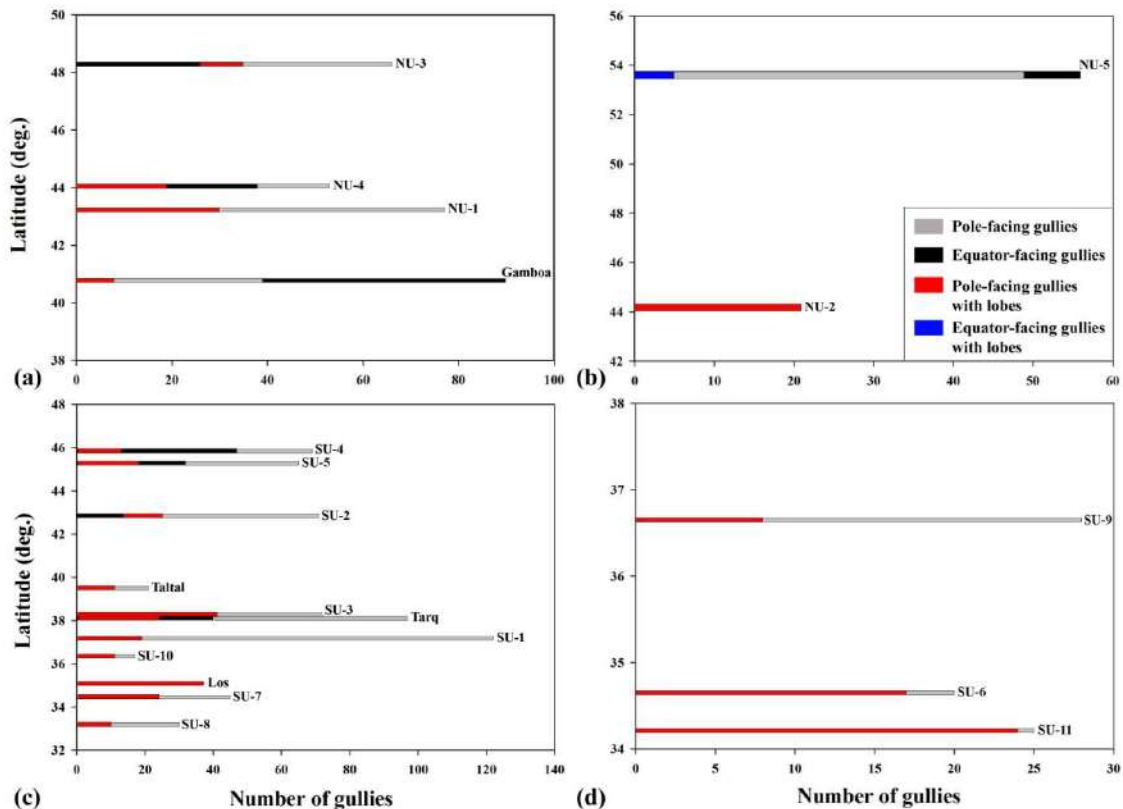 50
48
46
44
42
40
38
NU-3
NU-4
NU-1
Gamboa
Latitude (deg.)
(a)
0 20 40 60 80 100
56
54
52
50
48
46
44
42
NU-5
NU-2
Pole-facing gullies
Equator-facing gullies
Pole-facing gullies
with lobes
Equator-facing gullies
with lobes
(b)
0 10 20 30 40 50 60
48
46
44
42
40
38
36
34
32
SU-4
SU-5
SU-2
Taltal
SU-3
Tarq
SU-1
SU-10
Los
SU-7
SU-8
Latitude (deg.)
(c)
0 20 40 60 80 100 120 140
Number of gullies
38
37
36
35
34
SU-9
SU-6
SU-11
(d)
0 5 10 15 20 25 30
Number of gullies